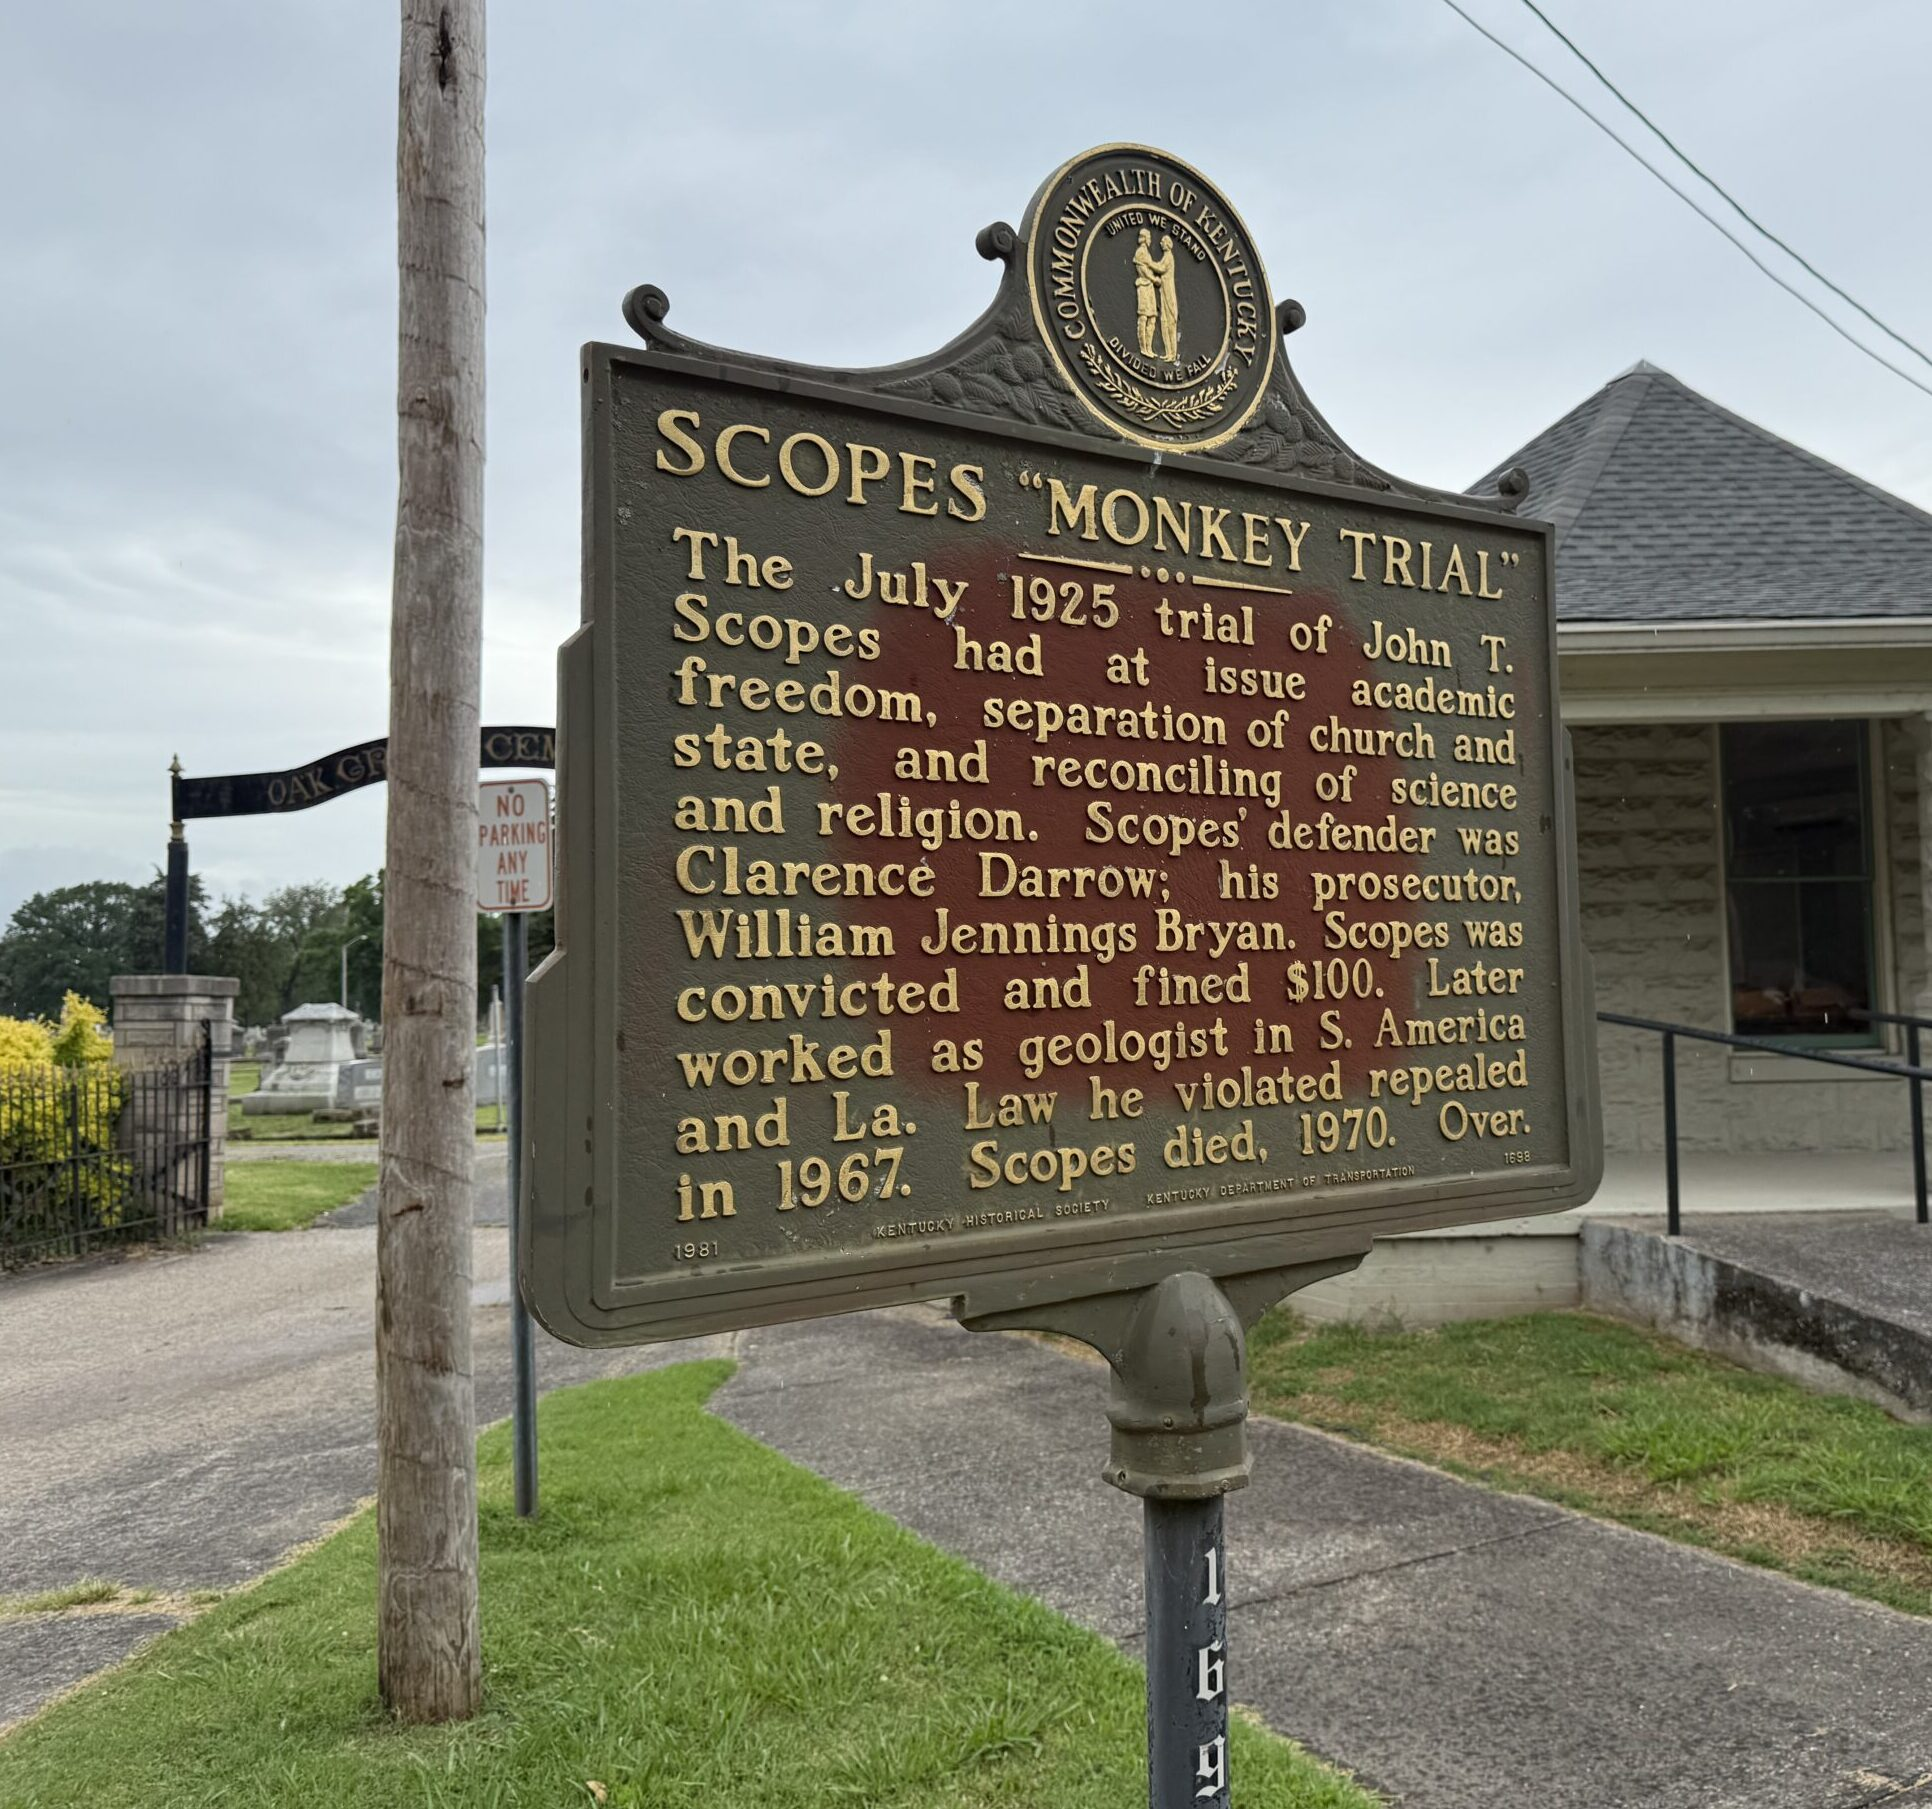 COMMONWEALTH OF KENTUCKY
UNITED WE STAND
DIVIDED WE FALL
SCOPES “MONKEY TRIAL”
The July 1925 trial of John T.
Scopes had at issue academic
freedom, separation of church and
state, and reconciling of science
and religion. Scopes' defender was
Clarence Darrow; his prosecutor,
William Jennings Bryan. Scopes was
convicted and fined $100. Later
worked as geologist in S. America
and La. Law he violated repealed
in 1967. Scopes died, 1970. Over.
1981 KENTUCKY HISTORICAL SOCIETY KENTUCKY DEPARTMENT OF TRANSPORTATION 1698
OAK
NO
PARKING
ANY
TIME
1
6
9